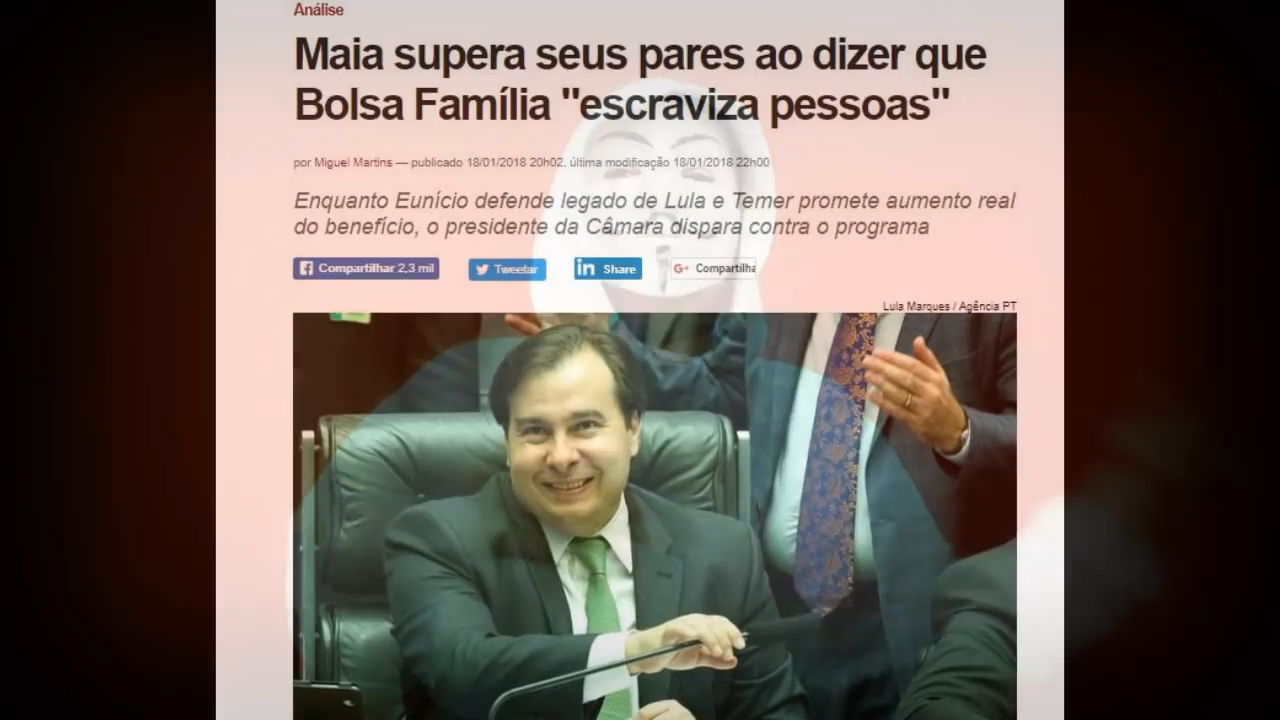 Análise
Maia supera seus pares ao dizer que
Bolsa Família "escraviza pessoas"
por Miguel Martins — publicado 18/01/2018 20h02, última modificação 18/01/2018 22h00
Enquanto Eunício defende legado de Lula e Temer promete aumento real
do benefício, o presidente da Câmara dispara contra o programa
Compartilhar 2,3 mil Tweetar in Share G+ Compartilha
Lula Marques / Agência PT